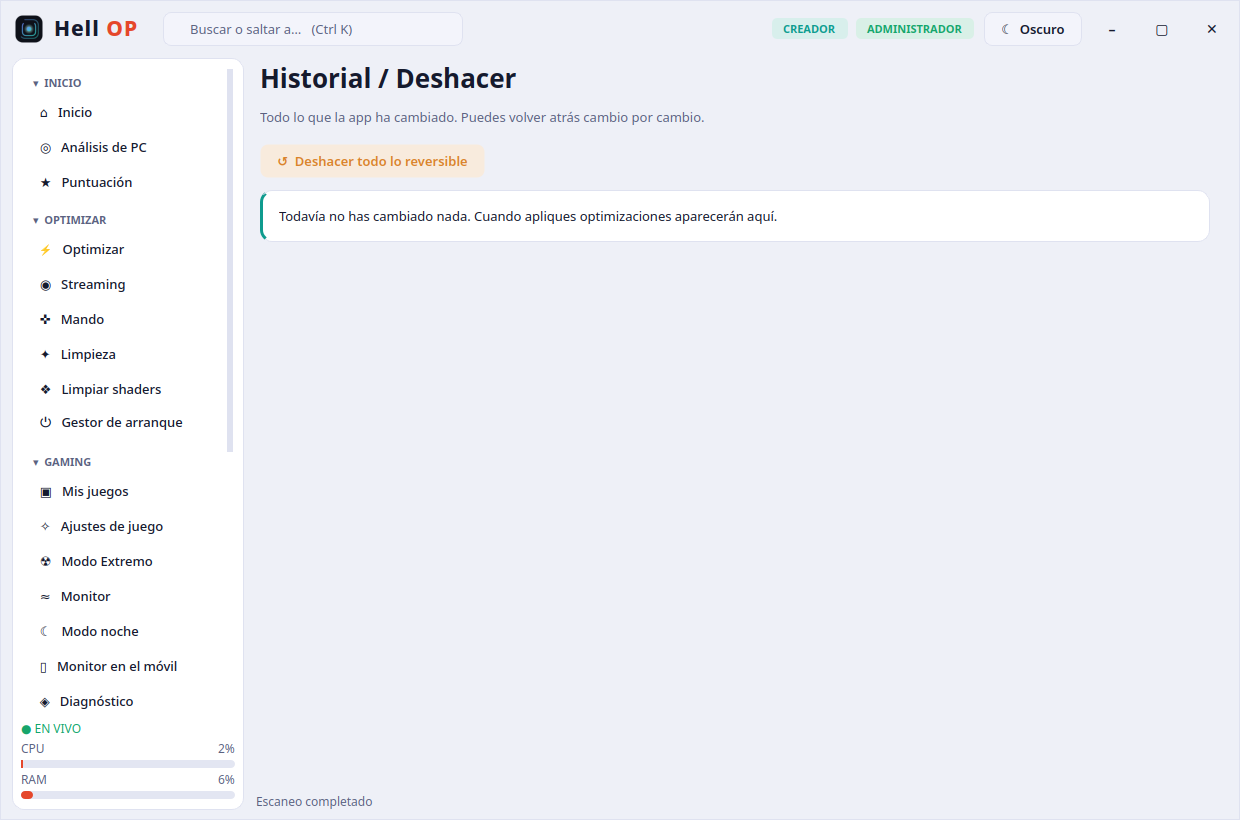 Hell OP
Buscar o saltar a... (Ctrl K)
CREADOR
ADMINISTRADOR
Oscuro
INICIO
Inicio
Análisis de PC
Puntuación
OPTIMIZAR
Optimizar
Streaming
Mando
Limpieza
Limpiar shaders
Gestor de arranque
GAMING
Mis juegos
Ajustes de juego
Modo Extremo
Monitor
Modo noche
Monitor en el móvil
Diagnóstico
EN VIVO
CPU 2%
RAM 6%
Historial / Deshacer
Todo lo que la app ha cambiado. Puedes volver atrás cambio por cambio.
Deshacer todo lo reversible
Todavía no has cambiado nada. Cuando apliques optimizaciones aparecerán aquí.
Escaneo completado